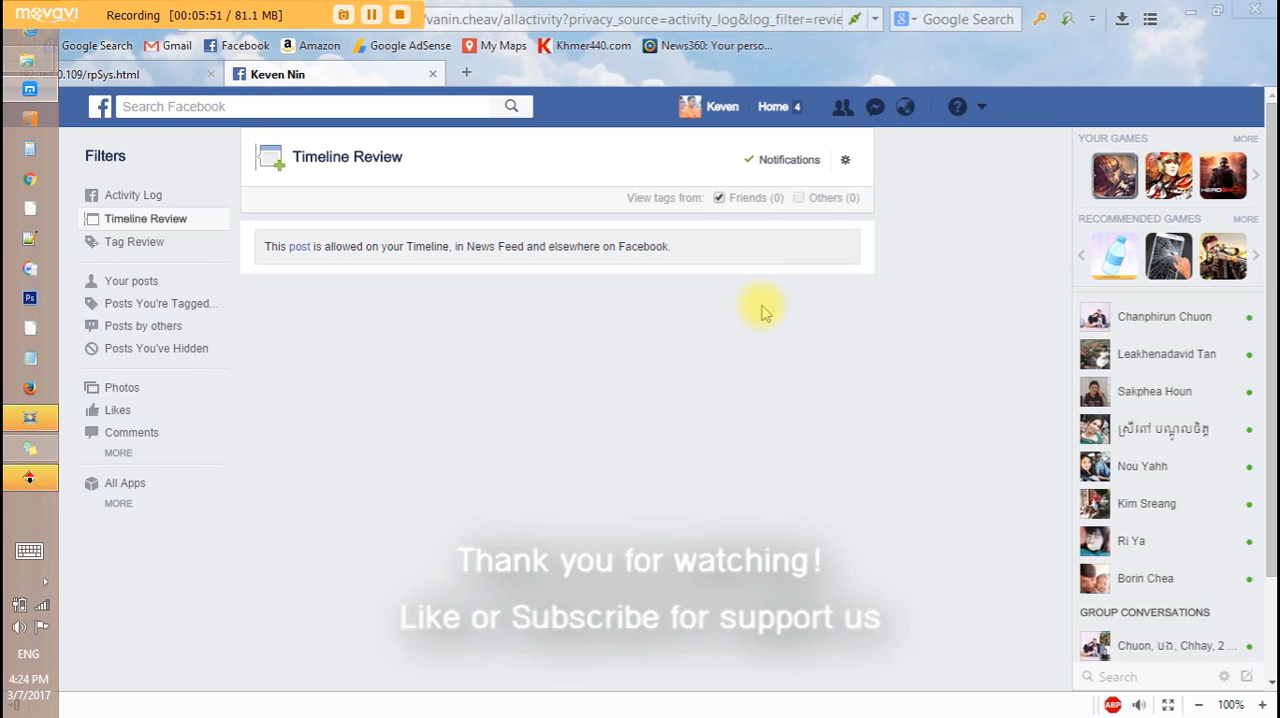 movavi
Recording [00:05:51 / 81.1 MB]
vanin.cheav/allactivity?privacy_source=activity_log&log_filter=revie
Google Search
Google Search
Gmail
Facebook
Amazon
Google AdSense
My Maps
Khmer440.com
News360: Your perso...
0.109/rpSys.html
Keven Nin
Search Facebook
Keven
Home 4
Filters
Activity Log
Timeline Review
Tag Review
Your posts
Posts You're Tagged...
Posts by others
Posts You've Hidden
Photos
Likes
Comments
MORE
All Apps
MORE
Timeline Review
Notifications
View tags from: Friends (0) Others (0)
This post is allowed on your Timeline, in News Feed and elsewhere on Facebook.
YOUR GAMES MORE
RECOMMENDED GAMES MORE
Chanphirun Chuon
Leakhenadavid Tan
Sakphea Houn
ស្រីពៅ បណ្តូលចិត្ត
Nou Yahh
Kim Sreang
Ri Ya
Borin Chea
GROUP CONVERSATIONS
Chuon, បង, Chhay, 2 ...
Search
Thank you for watching!
Like or Subscribe for support us
ENG
4:24 PM
3/7/2017
ABP
100%